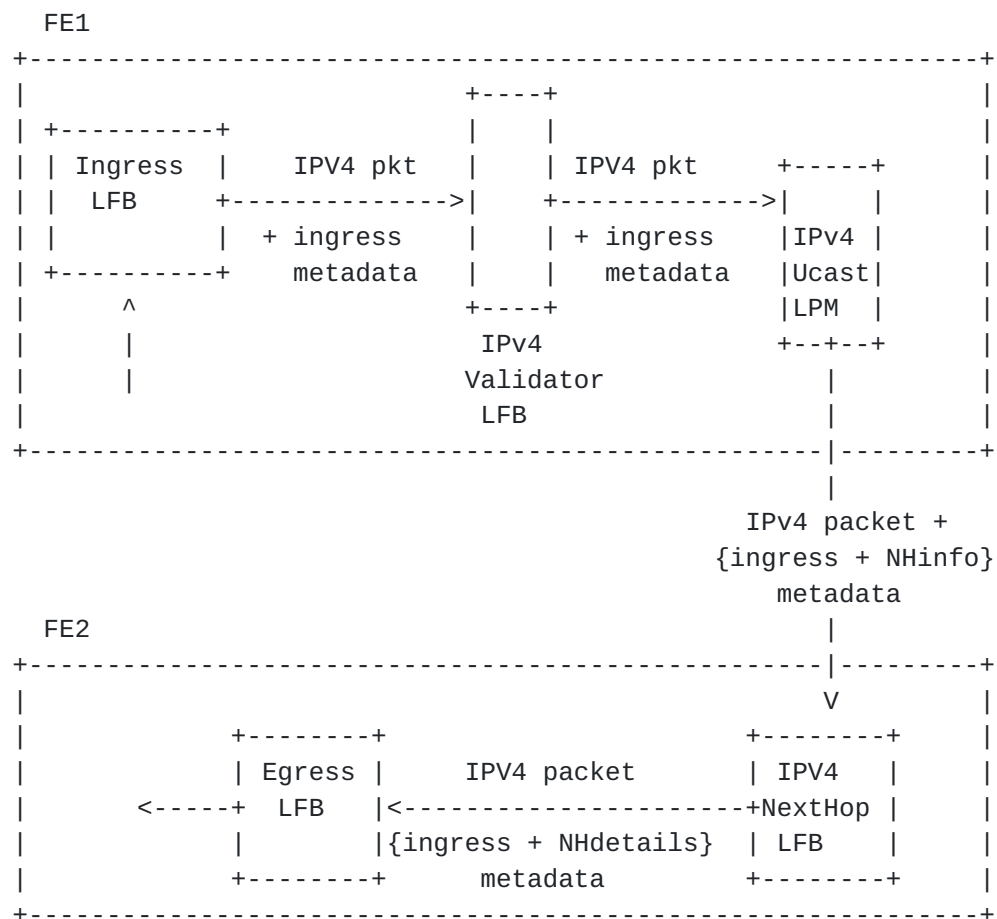 FE1
Ingress IPV4 pkt IPV4 pkt
LFB
+ ingress + ingress IPv4
metadata metadata Ucast
LPM
IPv4
Validator
LFB
IPv4 packet +
{ingress + NHinfo}
metadata
FE2
V
Egress IPV4 packet IPV4
LFB NextHop
{ingress + NHdetails} LFB
metadata